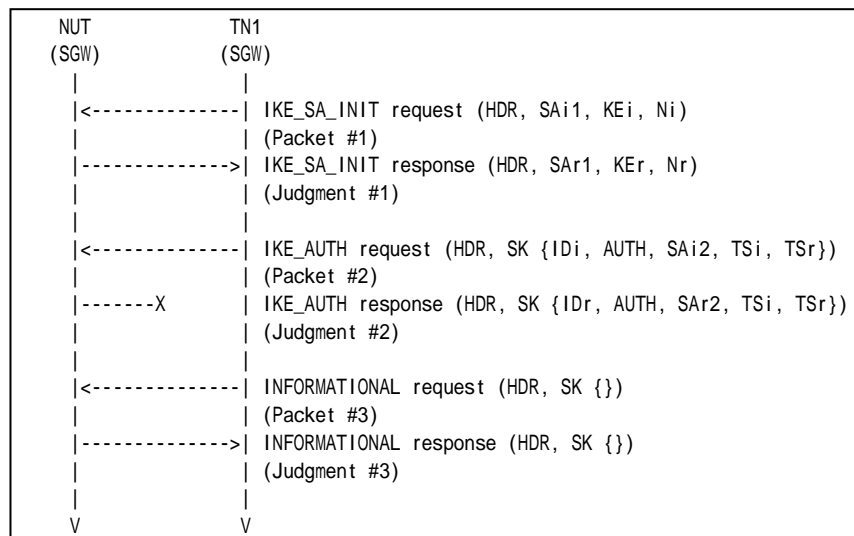 NUT TN1
(SGW) (SGW)
| |
|<--------------| IKE_SA_INIT request (HDR, SAi1, KEi, Ni)
| | (Packet #1)
|-------------->| IKE_SA_INIT response (HDR, SAr1, KEr, Nr)
| | (Judgment #1)
| |
|<--------------| IKE_AUTH request (HDR, SK {IDi, AUTH, SAi2, TSi, TSr})
| | (Packet #2)
|-------X | IKE_AUTH response (HDR, SK {IDr, AUTH, SAr2, TSi, TSr})
| | (Judgment #2)
| |
|<--------------| INFORMATIONAL request (HDR, SK {})
| | (Packet #3)
|-------------->| INFORMATIONAL response (HDR, SK {})
| | (Judgment #3)
| |
V V